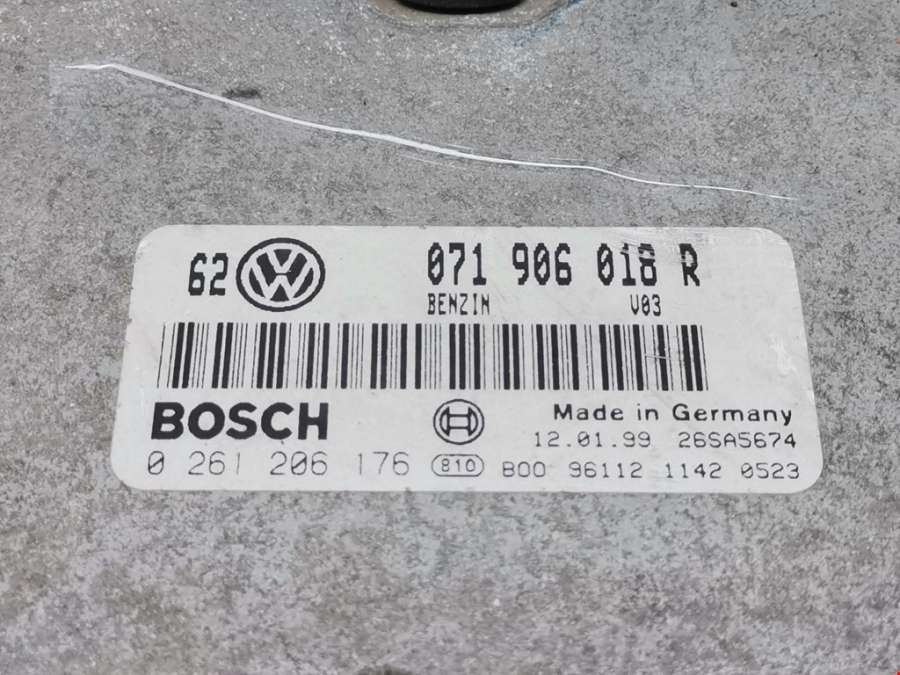 62 VW 071 906 018 R
BENZIN V03
BOSCH Made in Germany
12.01.99 26SA5674
0 261 206 176 810 B00 96112 1142 0523